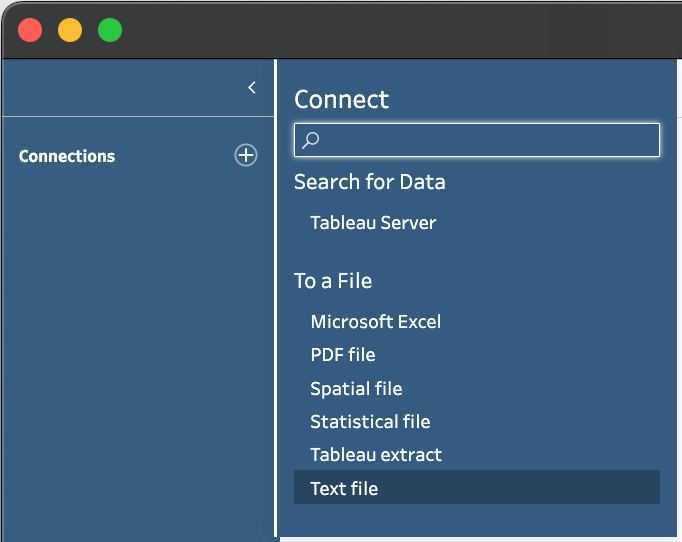 Connect
Connections
Search for Data
Tableau Server
To a File
Microsoft Excel
PDF file
Spatial file
Statistical file
Tableau extract
Text file